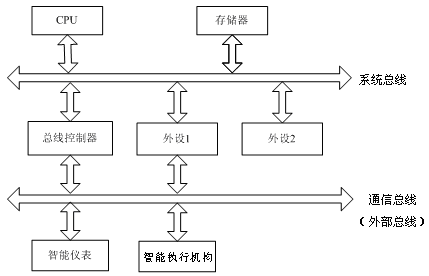 CPU
存储器
系统总线
总线控制器
外设1
外设2
通信总线
（外部总线）
智能仪表
智能执行机构